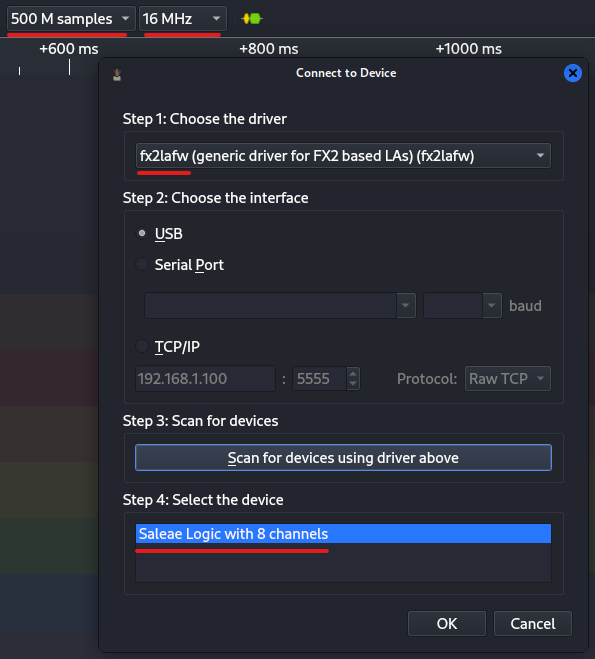 500 M samples 16 MHz
+600 ms +800 ms +1000 ms
Connect to Device
Step 1: Choose the driver
fx2lafw (generic driver for FX2 based LAs) (fx2lafw)
Step 2: Choose the interface
USB
Serial Port
baud
TCP/IP
192.168.1.100 : 5555 Protocol: Raw TCP
Step 3: Scan for devices
Scan for devices using driver above
Step 4: Select the device
Saleae Logic with 8 channels
OK Cancel